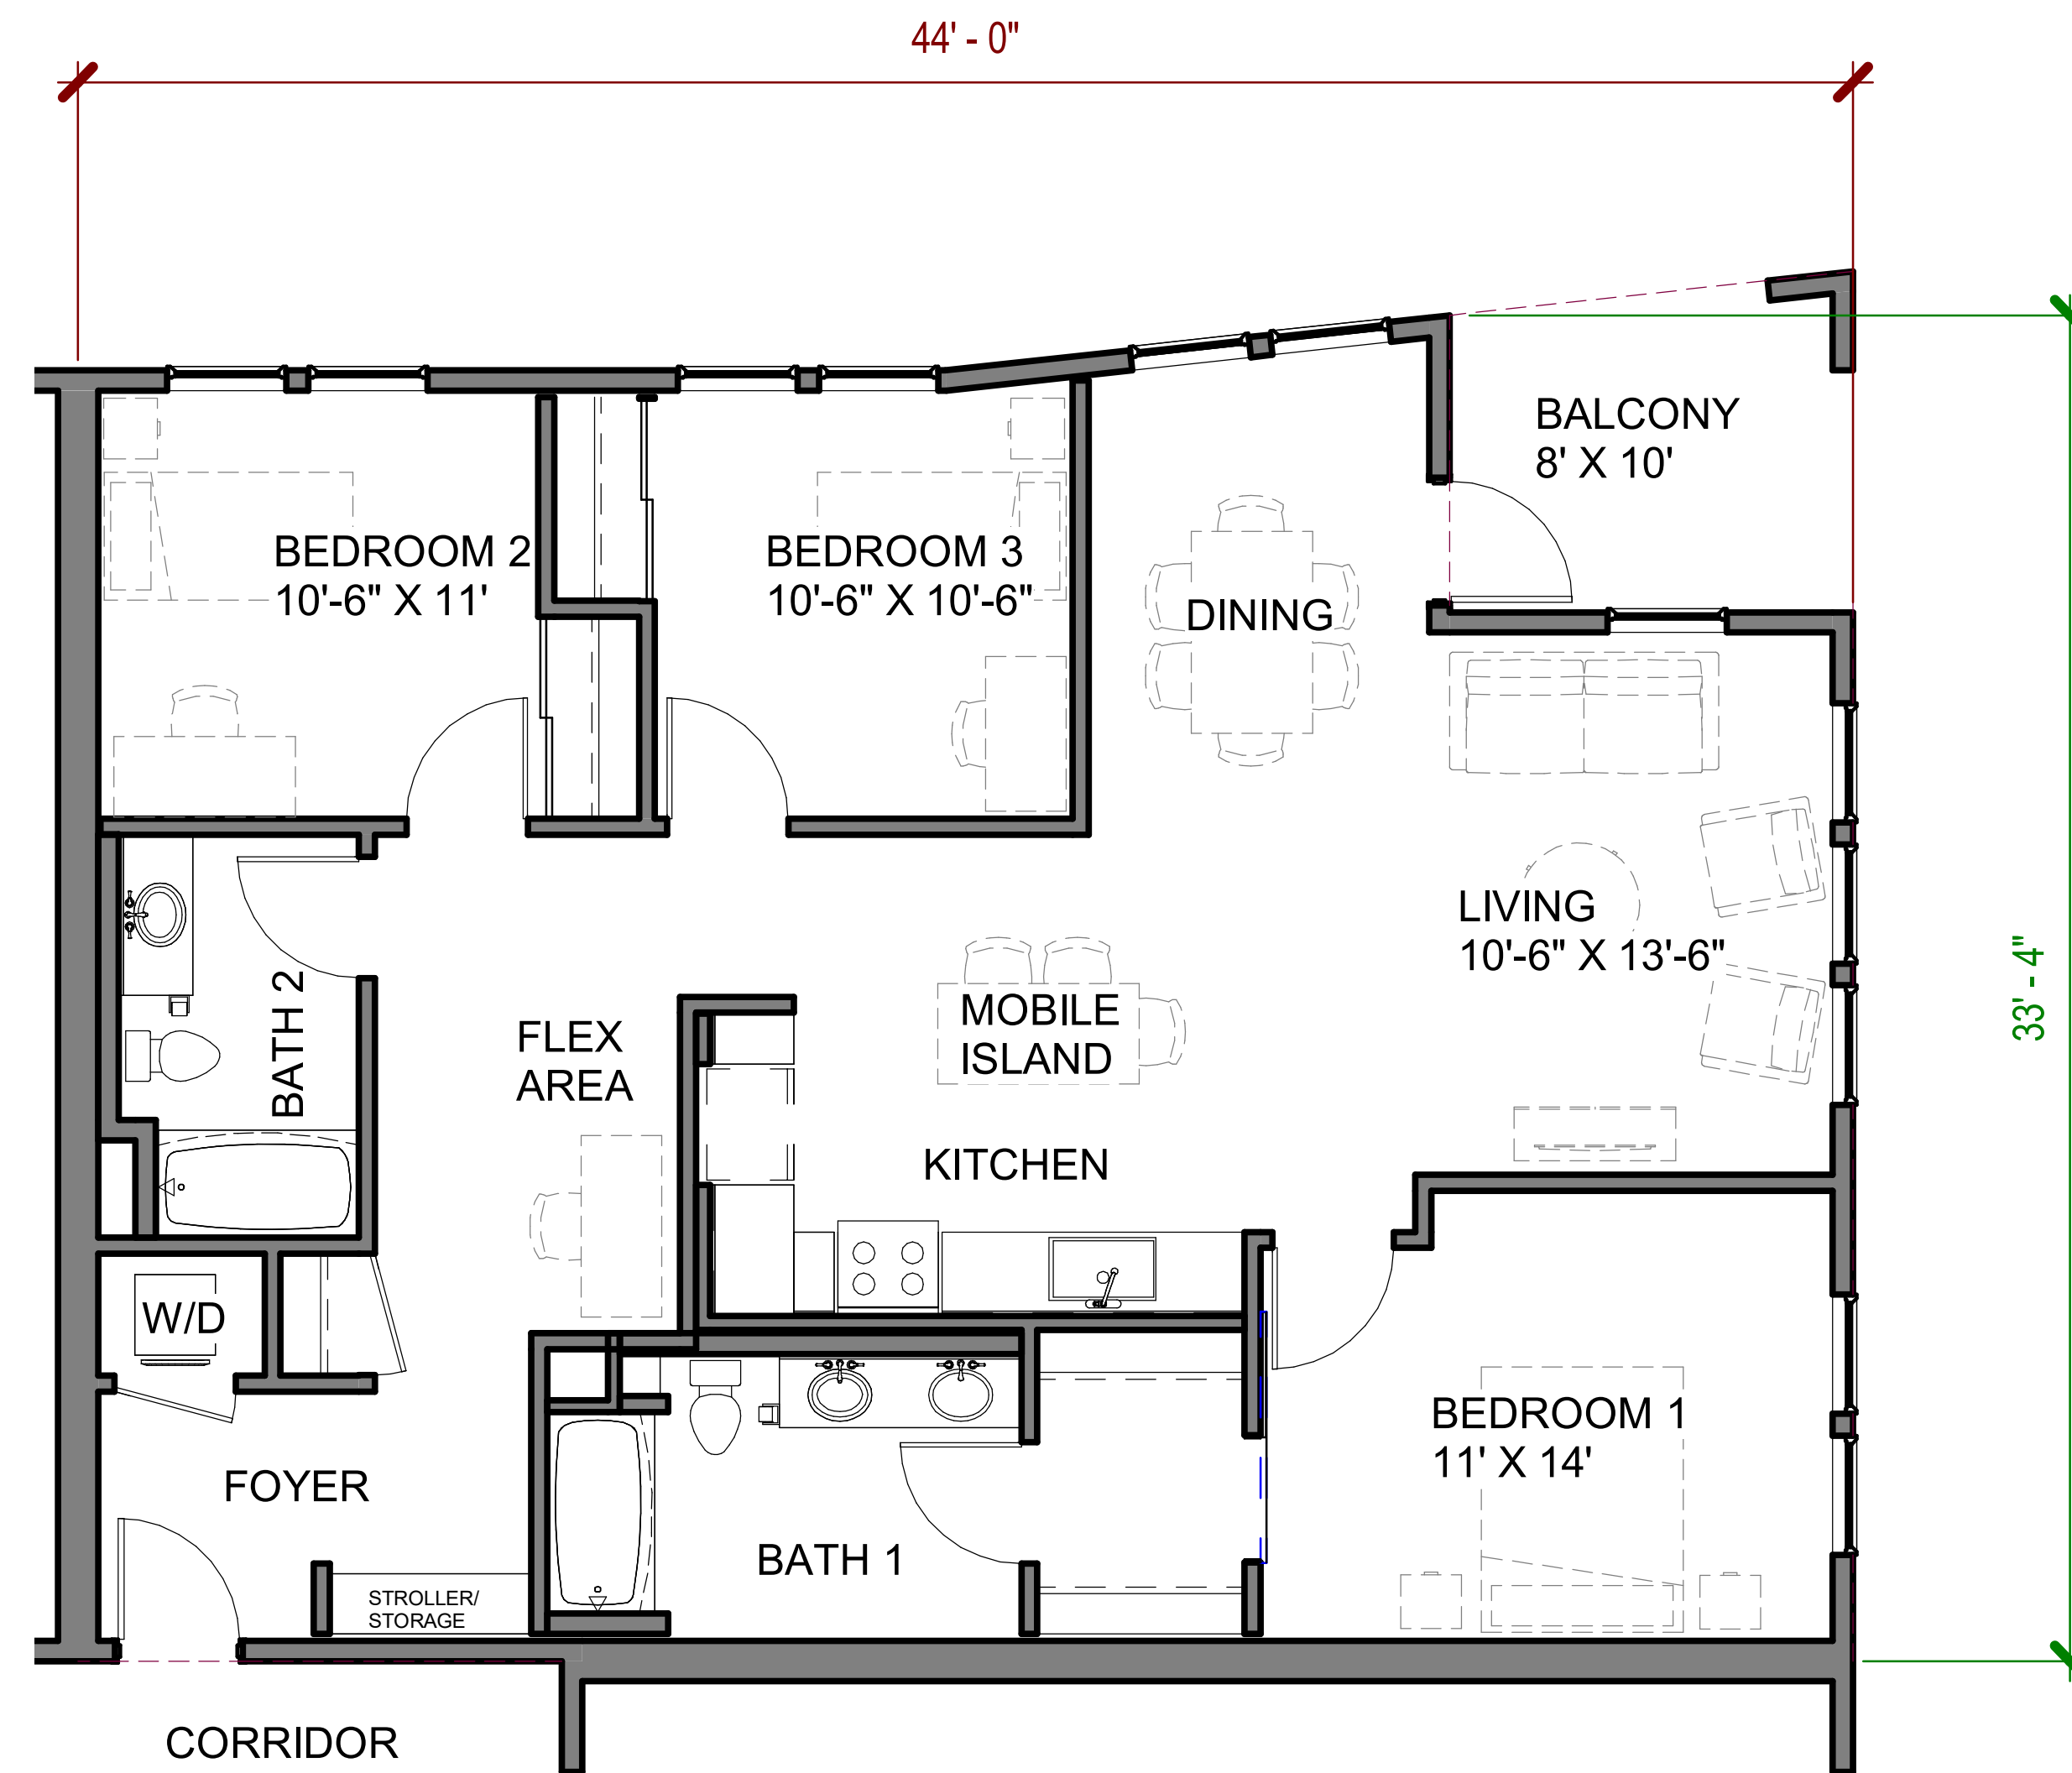 44' - 0"
BALCONY
8' X 10'
BEDROOM 2
10'-6" X 11'
BEDROOM 3
10'-6" X 10'-6"
DINING
LIVING
10'-6" X 13'-6"
33' - 4"
BATH 2
FLEX
AREA
MOBILE
ISLAND
KITCHEN
W/D
BEDROOM 1
11' X 14'
FOYER
BATH 1
STROLLER/
STORAGE
CORRIDOR